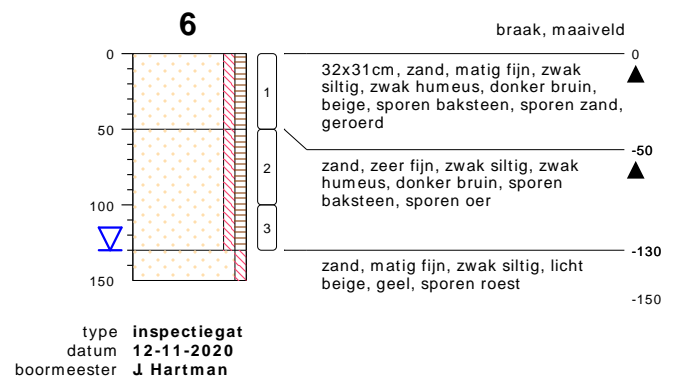 6
braak, maaiveld
0
0
32x31cm, zand, matig fijn, zwak
siltig, zwak humeus, donker bruin,
beige, sporen baksteen, sporen zand,
geroerd
1
50
-50
zand, zeer fijn, zwak siltig, zwak
humeus, donker bruin, sporen
baksteen, sporen oer
2
100
3
-130
zand, matig fijn, zwak siltig, licht
beige, geel, sporen roest
150
-150
type inspectiegat
datum 12-11-2020
boormeester J. Hartman